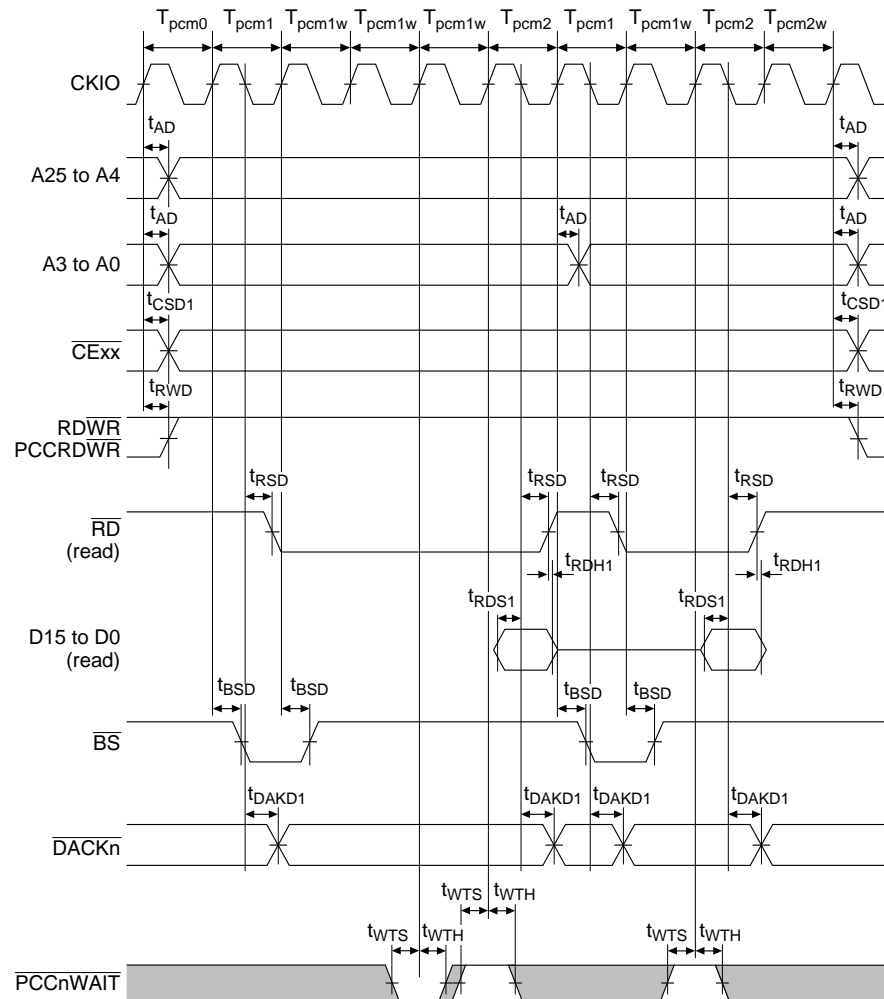 Tpcm0 Tpcm1 Tpcm1w Tpcm1w Tpcm1w Tpcm2 Tpcm1 Tpcm1w Tpcm2 Tpcm2w
CKIO
tAD tAD
A25 to A4
tAD tAD tAD
A3 to A0
tCSD1 tCSD1
CExx
tRWD tRWD
RDWR
PCCRDWR
tRSD tRSD tRSD tRSD
RD
(read)
tRDH1 tRDH1
tRDS1 tRDS1
D15 to D0
(read)
tBSD tBSD tBSD tBSD
BS
tDAKD1 tDAKD1 tDAKD1 tDAKD1
DACKn
tWTS tWTH
tWTS tWTH tWTS tWTH
PCCnWAIT